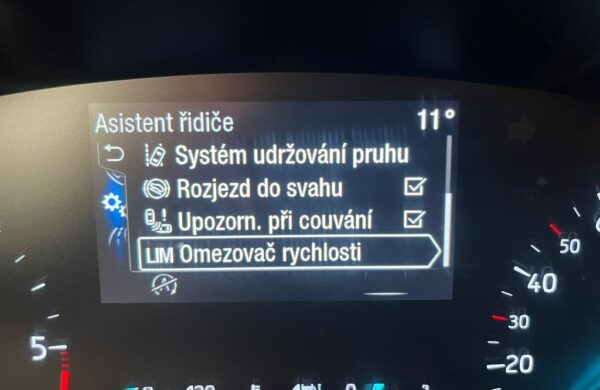 Asistent řidiče 11°
Systém udržování pruhu
Rozjezd do svahu
Upozorn. při couvání
LIM Omezovač rychlosti
50
40
30
5
20